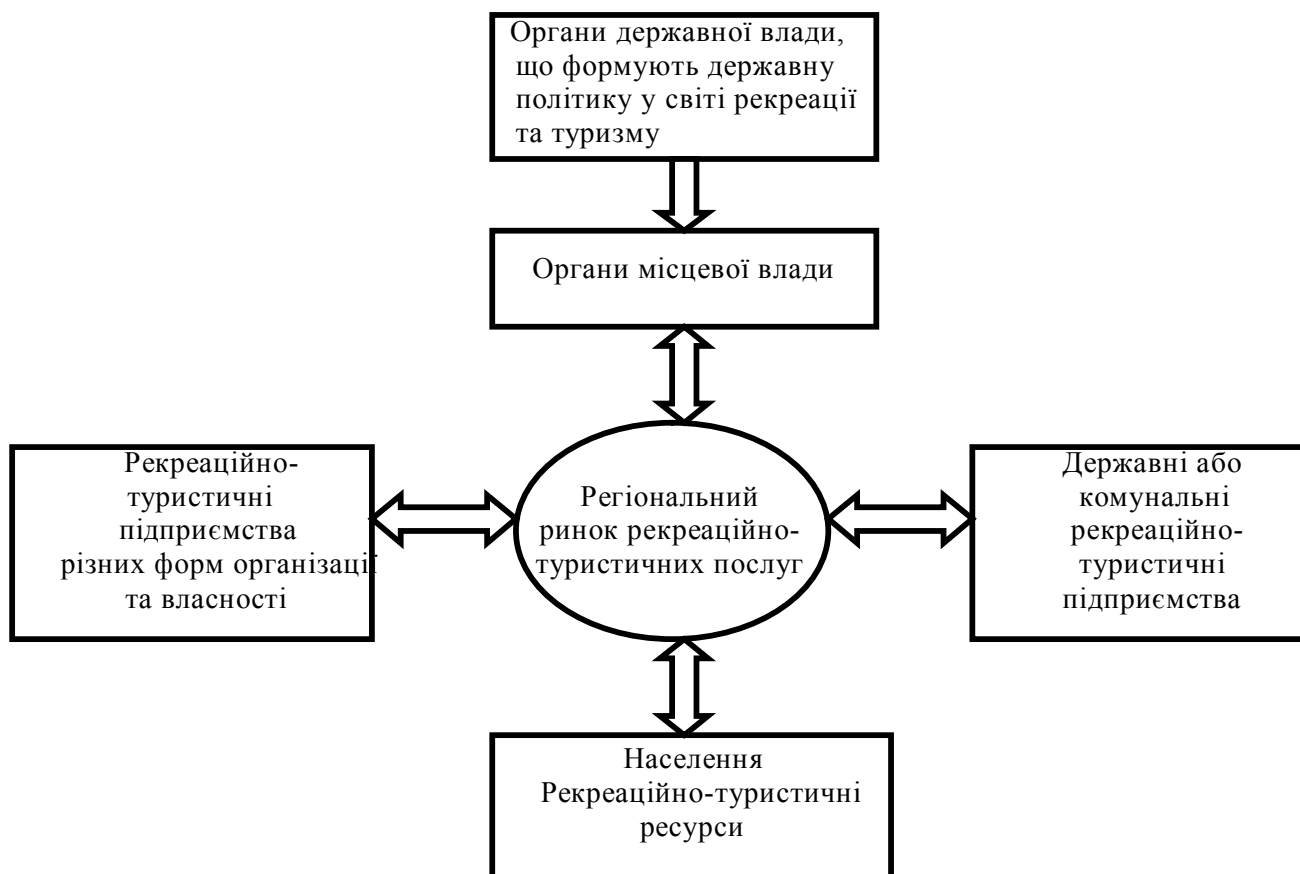 Органи державної влади,
що формують державну
політику у світі рекреації
та туризму
Органи місцевої влади
Рекреаційно-
туристичні
підприємства
різних форм організації
та власності
Регіональний
ринок рекреаційно-
туристичних послуг
Державні або
комунальні
рекреаційно-
туристичні
підприємства
Населення
Рекреаційно-туристичні
ресурси